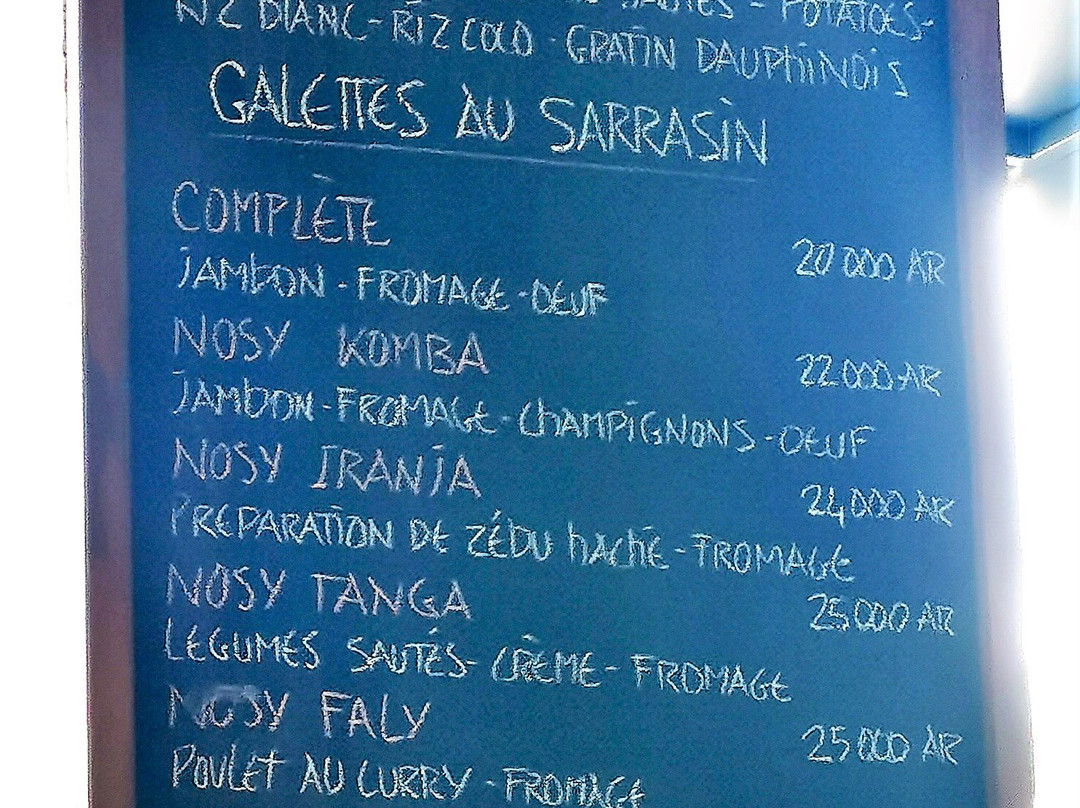 RIZ BLANC - RIZ COCO - GRATIN DAUPHINOIS
SAUTÉS - POTATOES -
GALETTES AU SARRASIN
COMPLÈTE 20 000 AR
JAMBON - FROMAGE - OEUF
NOSY KOMBA 22 000 AR
JAMBON - FROMAGE - CHAMPIGNONS - OEUF
NOSY IRANJA 24 000 AR
PREPARATION DE ZÉBU HACHÉ - FROMAGE
NOSY TANGA 25 000 AR
LEGUMES SAUTÉS - CRÈME - FROMAGE
NOSY FALY 25 000 AR
POULET AU CURRY - FROMAGE